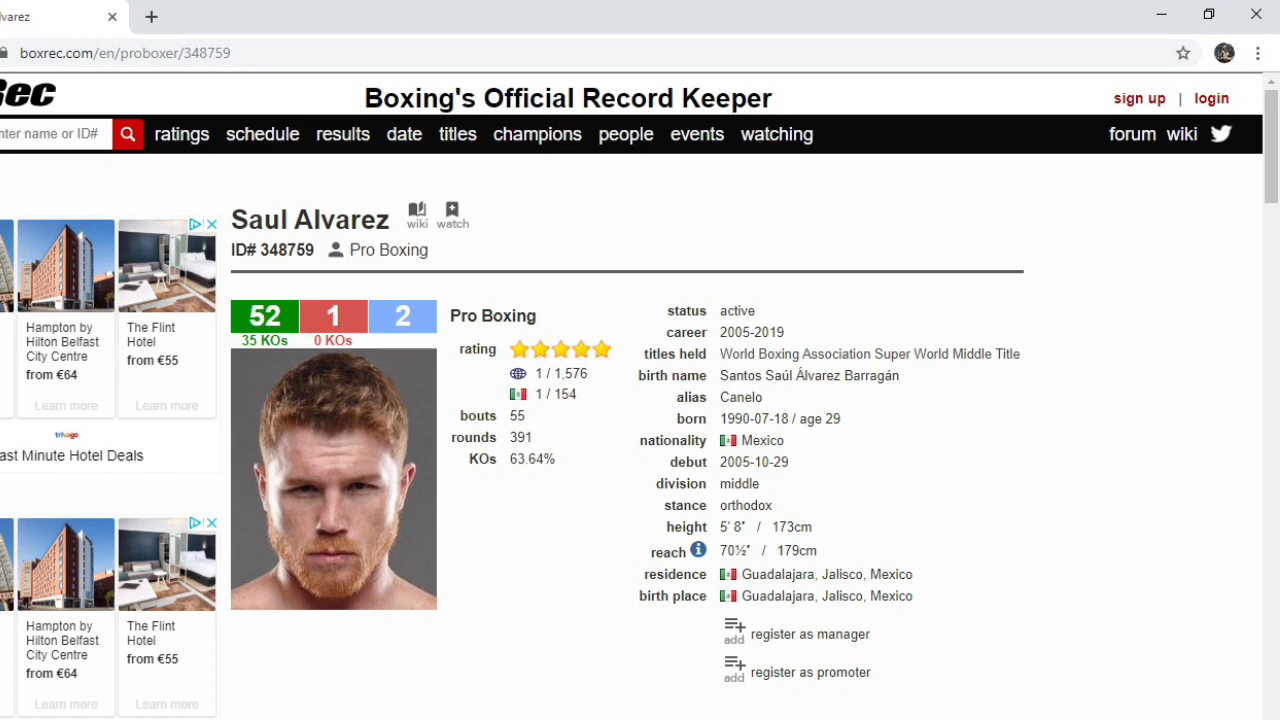 lvarez
boxrec.com/en/proboxer/348759
Rec
Boxing's Official Record Keeper
sign up | login
nter name or ID#
ratings schedule results date titles champions people events watching
forum wiki
Saul Alvarez
wiki watch
ID# 348759 Pro Boxing
52 1 2
35 KOs 0 KOs
Pro Boxing
rating
1 / 1,576
1 / 154
bouts 55
rounds 391
KOs 63.64%
status active
career 2005-2019
titles held World Boxing Association Super World Middle Title
birth name Santos Saúl Álvarez Barragán
alias Canelo
born 1990-07-18 / age 29
nationality Mexico
debut 2005-10-29
division middle
stance orthodox
height 5′ 8″ / 173cm
reach 70½″ / 179cm
residence Guadalajara, Jalisco, Mexico
birth place Guadalajara, Jalisco, Mexico
add register as manager
add register as promoter
Hampton by
Hilton Belfast
City Centre
from €64
Learn more
The Flint
Hotel
from €55
Learn more
trivago
ast Minute Hotel Deals
Hampton by
Hilton Belfast
City Centre
from €64
Learn more
The Flint
Hotel
from €55
Learn more